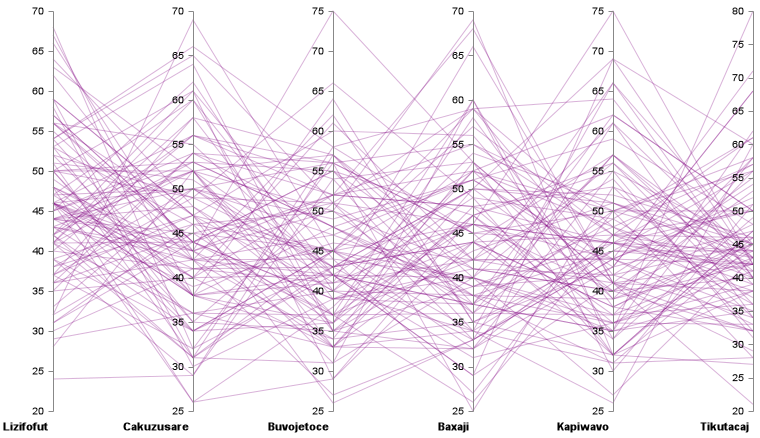 70 70 75 70 75 80
65 65 70 65 70 70
60 60 65 60 65 60
55 55 60 55 60 55
50 50 55 50 55 50
45 45 50 45 50 45
40 40 45 40 45 40
35 35 40 35 40 35
30 30 35 30 35 30
25 25 30 25 30 25
20 25 25 20
Lizifofut Cakuzusare Buvojetoce Baxaji Kapiwavo Tikutacaj